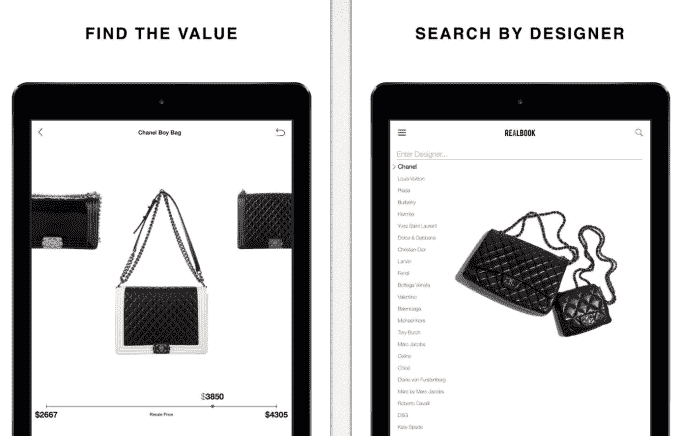 FIND THE VALUE
Chanel Boy Bag
$3850
$2667
Resale Price
$4305
SEARCH BY DESIGNER
REALBOOK
Enter Designer...
Chanel
Louis Vuitton
Prada
Burberry
Hermès
Yves Saint Laurent
Dolce & Gabbana
Christian Dior
Lanvin
Fendi
Bottega Veneta
Valentino
Balenciaga
Michael Kors
Tory Burch
Marc Jacobs
Celine
Chloé
Diane von Furstenberg
Marc by Marc Jacobs
Roberto Cavalli
Kate Spade